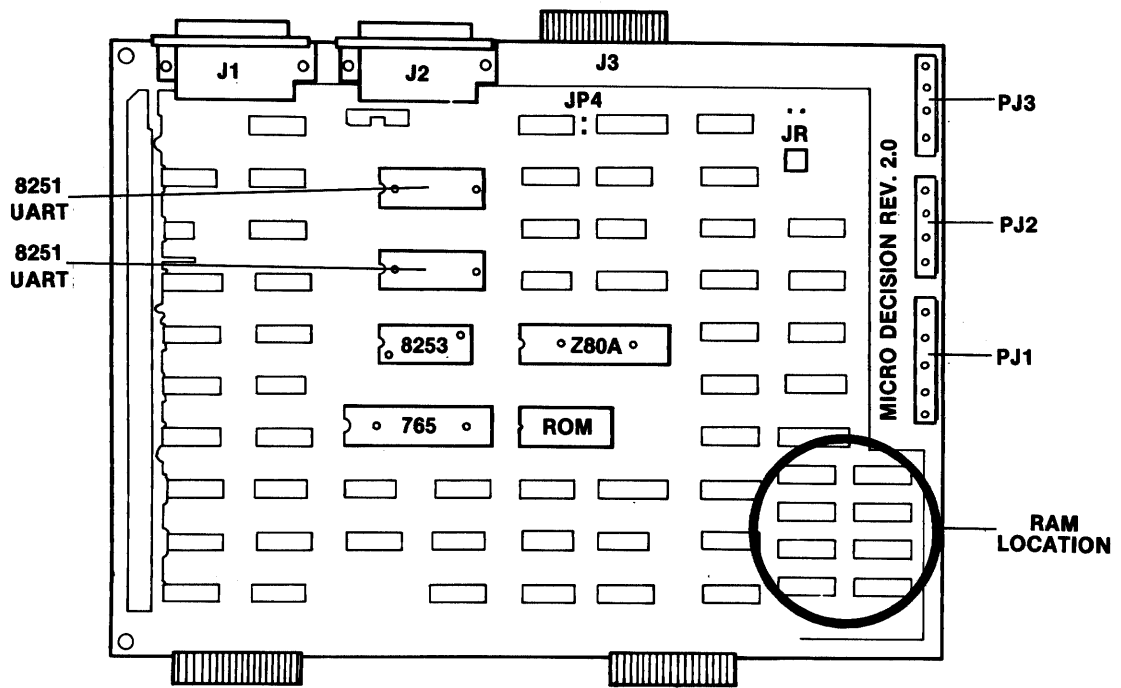 J1
J2
J3
PJ3
JP4
JR
8251
UART
PJ2
8251
UART
MICRO DECISION REV. 2.0
8253
Z80A
PJ1
765
ROM
RAM
LOCATION